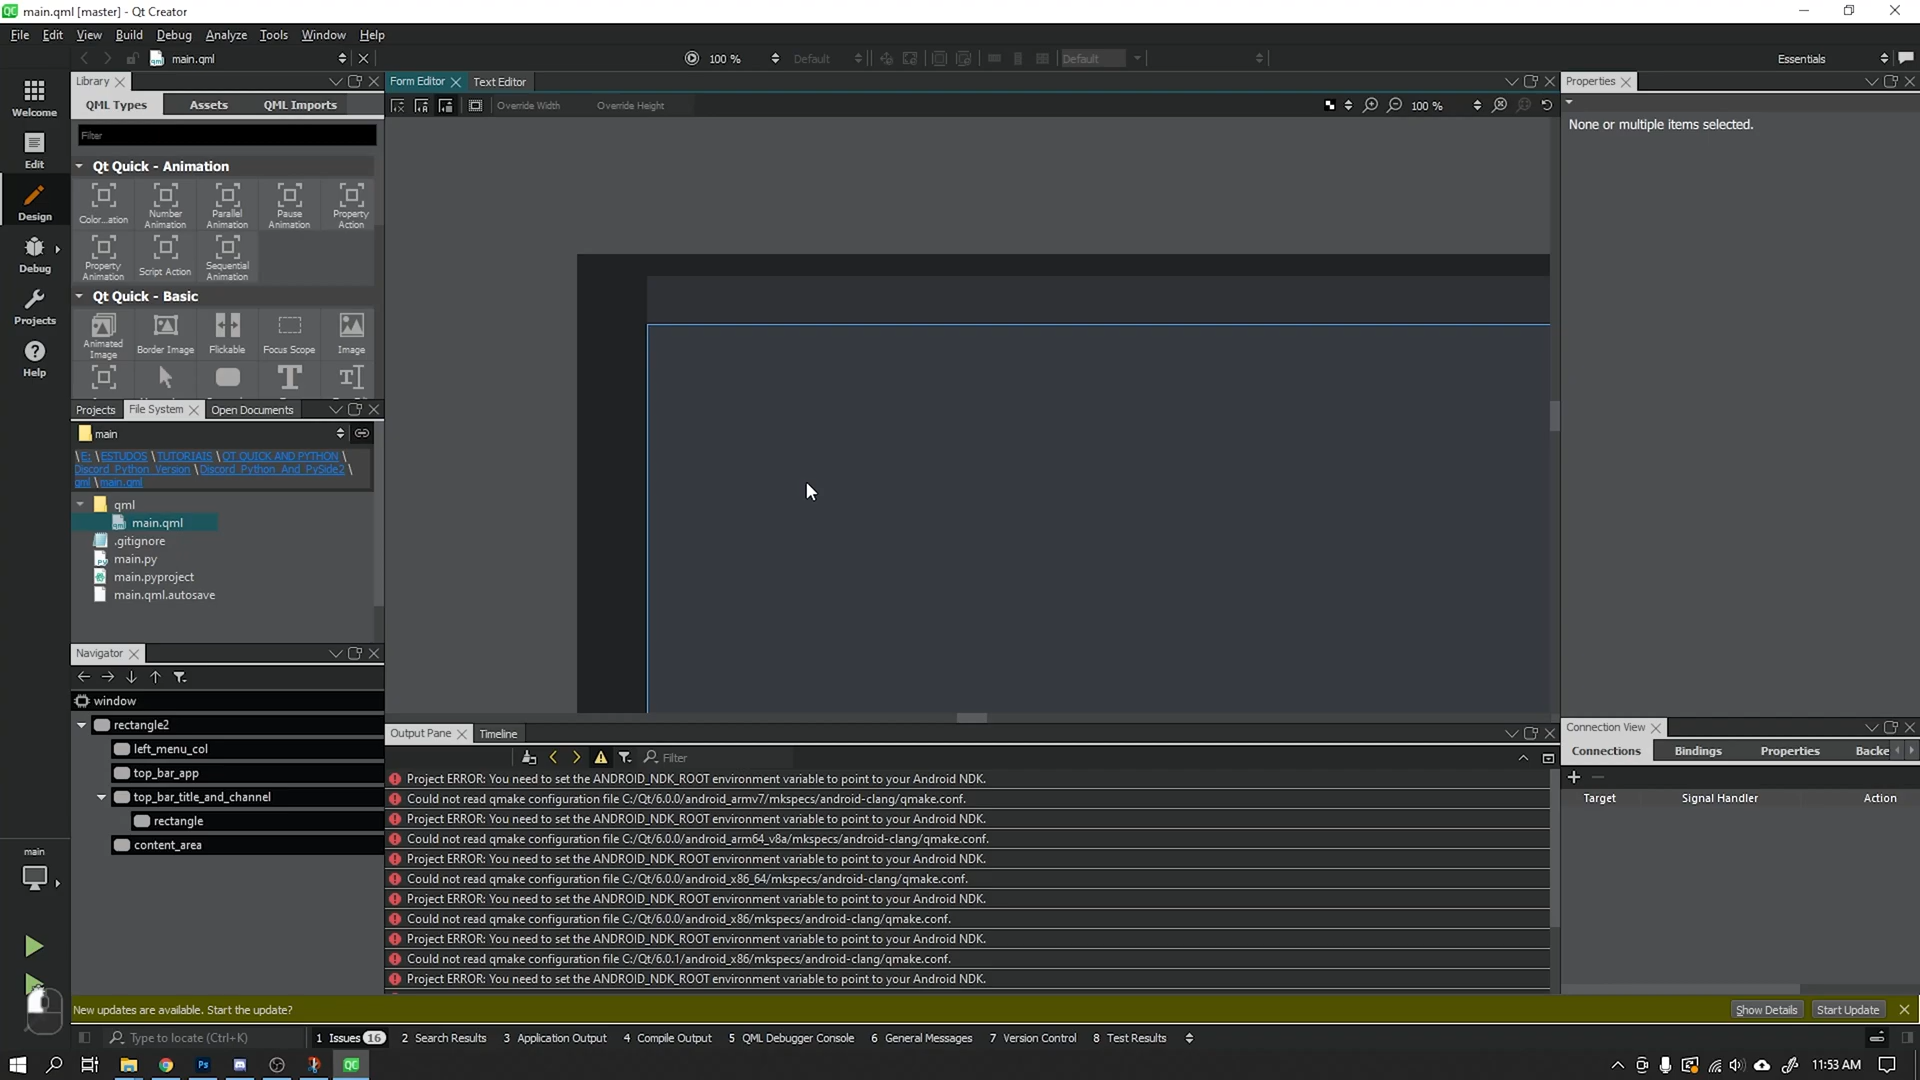 main.qml [master] - Qt Creator
File Edit View Build Debug Analyze Tools Window Help
main.qml
100 %
Default
Default
Essentials
Welcome
Edit
Design
Debug
Projects
Help
Library
QML Types Assets QML Imports
Filter
Qt Quick - Animation
Color...ation
Number Animation
Parallel Animation
Pause Animation
Property Action
Property Animation
Script Action
Sequential Animation
Qt Quick - Basic
Animated Image
Border Image
Flickable
Focus Scope
Image
Projects File System Open Documents
main
\E: \ESTUDOS \TUTORIAIS \QT QUICK AND PYTHON \
Discord_Python_Version \Discord_Python_And_PySide2 \
qml \main.qml
qml
main.qml
.gitignore
main.py
main.pyproject
main.qml.autosave
Navigator
window
rectangle2
left_menu_col
top_bar_app
top_bar_title_and_channel
rectangle
content_area
Form Editor Text Editor
Override Width Override Height
100 %
Properties
None or multiple items selected.
Output Pane Timeline
Filter
Project ERROR: You need to set the ANDROID_NDK_ROOT environment variable to point to your Android NDK.
Could not read qmake configuration file C:/Qt/6.0.0/android_armv7/mkspecs/android-clang/qmake.conf.
Project ERROR: You need to set the ANDROID_NDK_ROOT environment variable to point to your Android NDK.
Could not read qmake configuration file C:/Qt/6.0.0/android_arm64_v8a/mkspecs/android-clang/qmake.conf.
Project ERROR: You need to set the ANDROID_NDK_ROOT environment variable to point to your Android NDK.
Could not read qmake configuration file C:/Qt/6.0.0/android_x86_64/mkspecs/android-clang/qmake.conf.
Project ERROR: You need to set the ANDROID_NDK_ROOT environment variable to point to your Android NDK.
Could not read qmake configuration file C:/Qt/6.0.0/android_x86/mkspecs/android-clang/qmake.conf.
Project ERROR: You need to set the ANDROID_NDK_ROOT environment variable to point to your Android NDK.
Could not read qmake configuration file C:/Qt/6.0.1/android_x86/mkspecs/android-clang/qmake.conf.
Project ERROR: You need to set the ANDROID_NDK_ROOT environment variable to point to your Android NDK.
Connection View
Connections Bindings Properties Backe
Target Signal Handler Action
main
New updates are available. Start the update?
Show Details Start Update
Type to locate (Ctrl+K)
1 Issues 16 2 Search Results 3 Application Output 4 Compile Output 5 QML Debugger Console 6 General Messages 7 Version Control 8 Test Results
11:53 AM